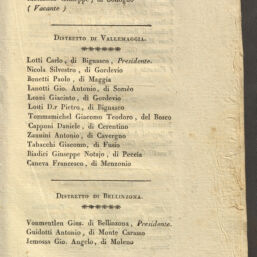 ( Vacante )
DISTRETTO DI VALLEMAGGIA.
Lotti Carlo, di Bignasco, Presidente.
Nicola Silvestro, di Gordevio
Bonetti Paolo, di Maggia
Lanotti Gio. Antonio, di Soméo
Lonni Giacinto, di Gordevio
Lotti D.r Pietro, di Bignasco
Tommamichel Giacomo Teodoro, del Bosco
Capponi Daniele, di Cerentino
Zannini Antonio, di Cavergno
Tabacchi Giacomo, di Fusio
Biadici Giuseppe Notajo, di Peccia
Caneva Francesco, di Menzonio
DISTRETTO DI BELLINZONA.
Vonmentlen Gius. di Bellinzona, Presidente.
Guidotti Antonio, di Monte Carasso
Jemossa Gio. Angelo, di Moleno